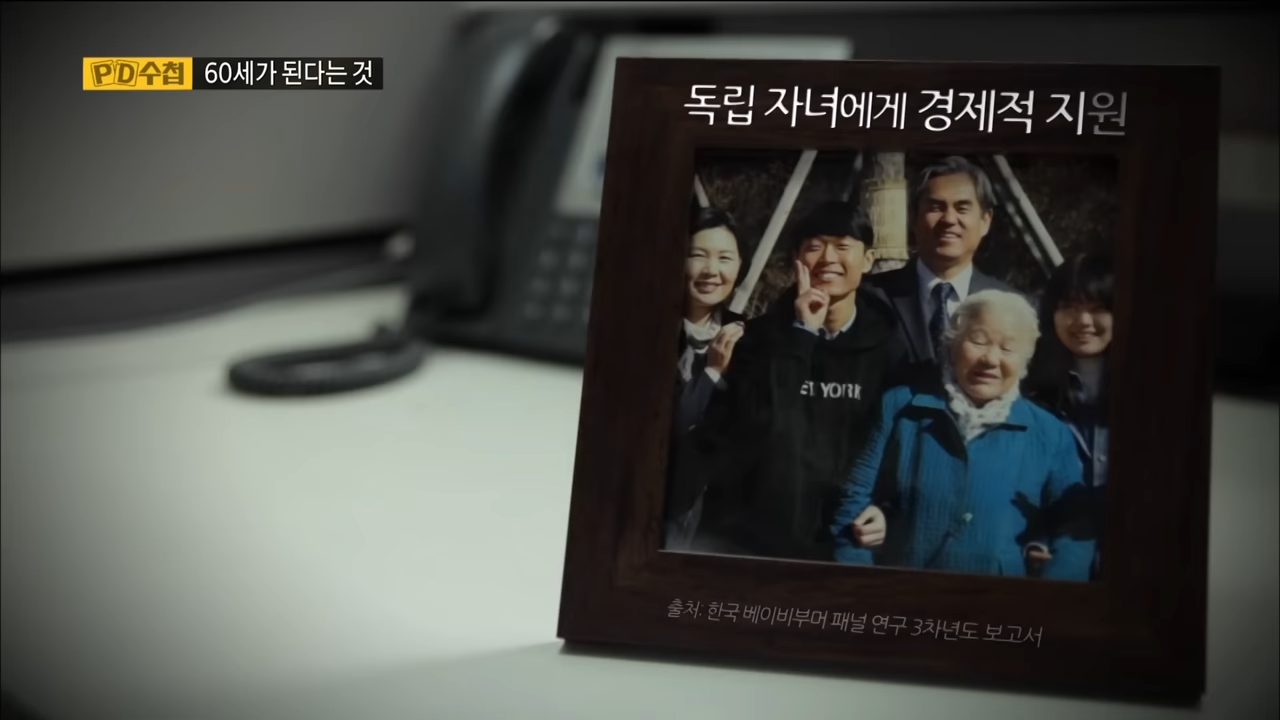 PD수첩 60세가 된다는 것
독립 자녀에게 경제적 지원
ET YORK
출처: 한국 베이비부머 패널 연구 3차년도 보고서